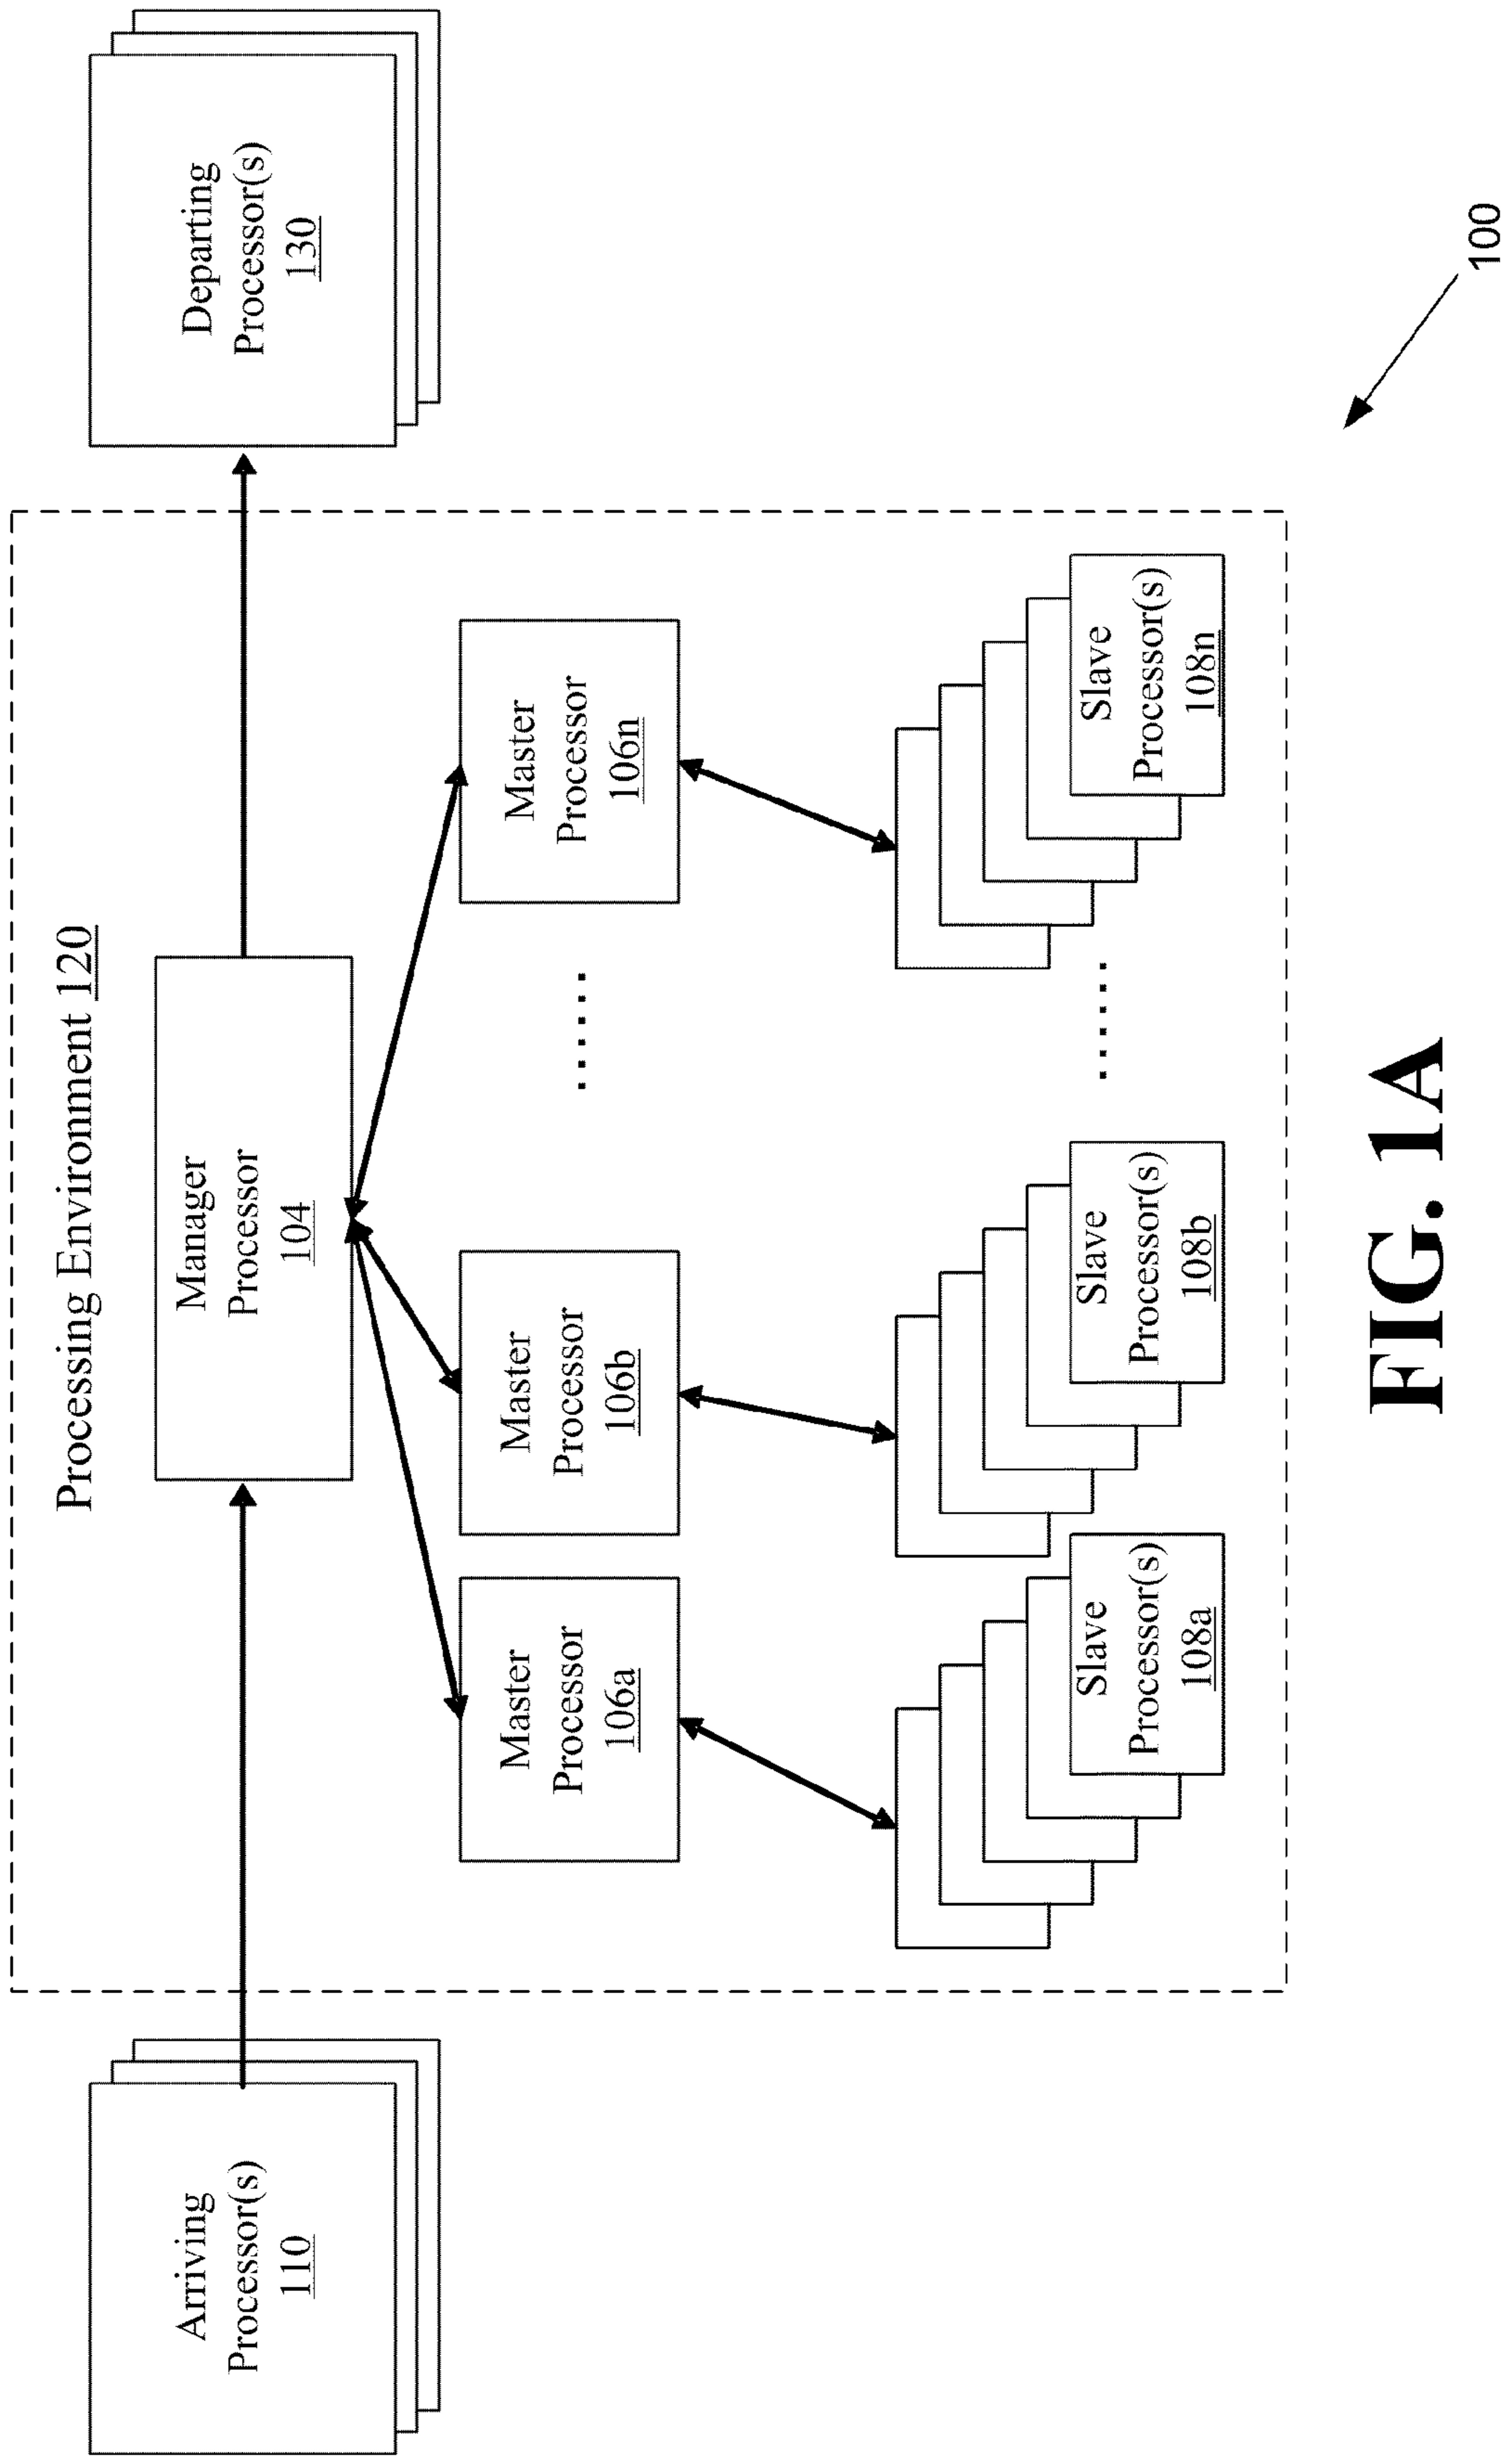 Processing Environment 120
Arriving
Processor(s)
110
Manager
Processor
104
Departing
Processor(s)
130
Master
Processor
106a
Master
Processor
106b
......
Master
Processor
106n
Slave
Processor(s)
108a
Slave
Processor(s)
108b
......
Slave
Processor(s)
108n
FIG. 1A
100